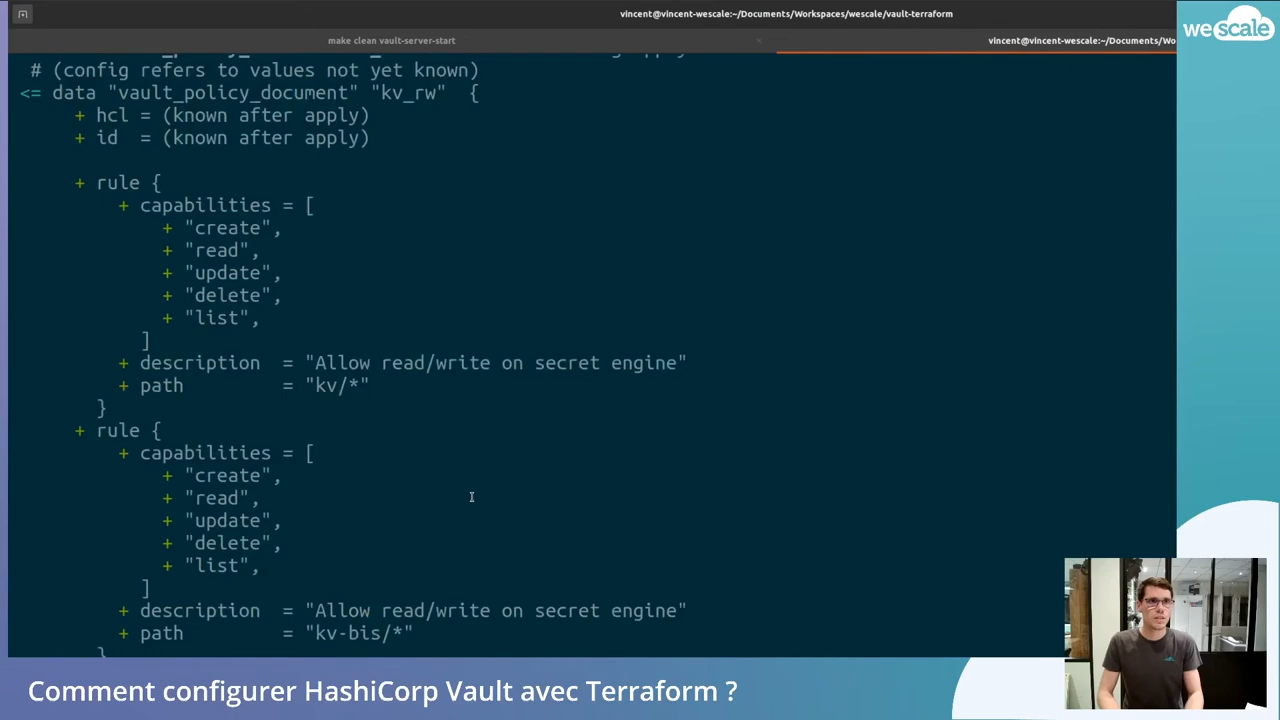 vincent@vincent-wescale:~/Documents/Workspaces/wescale/vault-terraform
make clean vault-server-start
vincent@vincent-wescale:~/Documents/Wo
we scale
# (config refers to values not yet known)
<= data "vault_policy_document" "kv_rw"  {
+ hcl = (known after apply)
+ id  = (known after apply)
+ rule {
+ capabilities = [
+ "create",
+ "read",
+ "update",
+ "delete",
+ "list",
]
+ description  = "Allow read/write on secret engine"
+ path         = "kv/*"
}
+ rule {
+ capabilities = [
+ "create",
+ "read",
+ "update",
+ "delete",
+ "list",
]
+ description  = "Allow read/write on secret engine"
+ path         = "kv-bis/*"
}
Comment configurer HashiCorp Vault avec Terraform ?